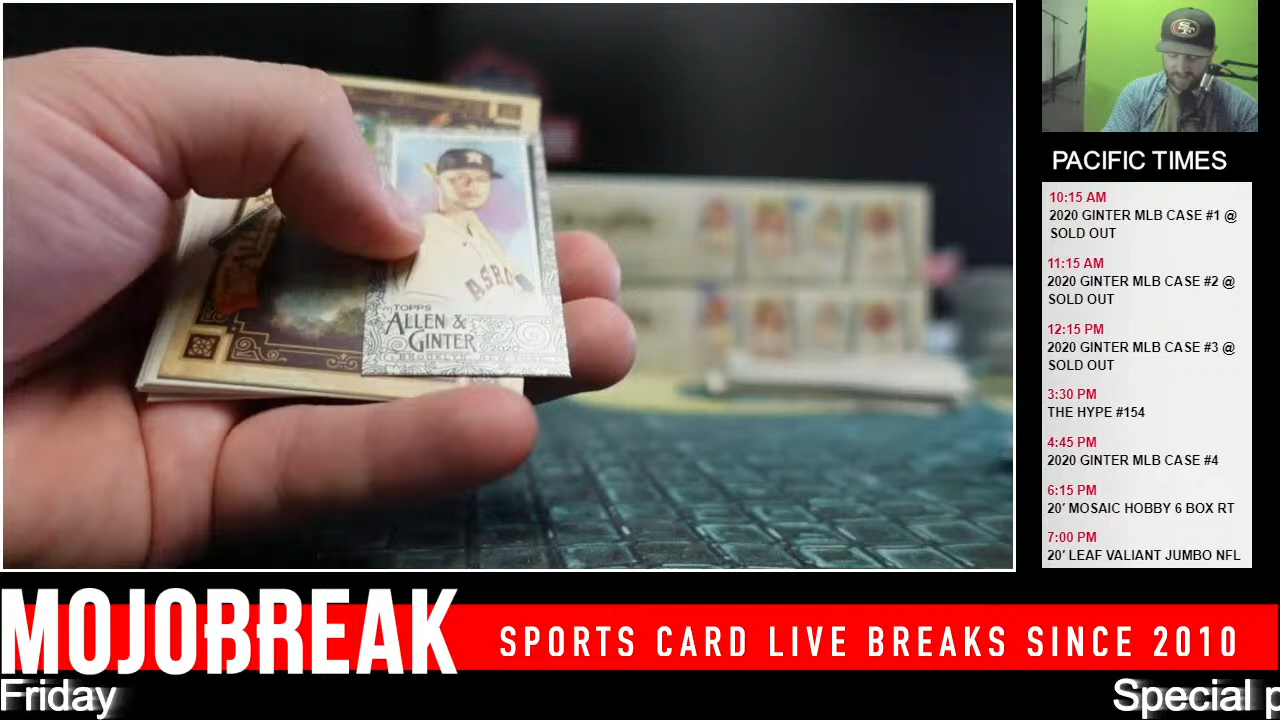 PACIFIC TIMES
10:15 AM
2020 GINTER MLB CASE #1 @
SOLD OUT
11:15 AM
2020 GINTER MLB CASE #2 @
SOLD OUT
12:15 PM
2020 GINTER MLB CASE #3 @
SOLD OUT
3:30 PM
THE HYPE #154
4:45 PM
2020 GINTER MLB CASE #4
6:15 PM
20' MOSAIC HOBBY 6 BOX RT
7:00 PM
20' LEAF VALIANT JUMBO NFL
SF
ASRO
TOPPS
ALLEN &
GINTER
2020
MOJOBREAK
SPORTS CARD LIVE BREAKS SINCE 2010
Friday
Special p